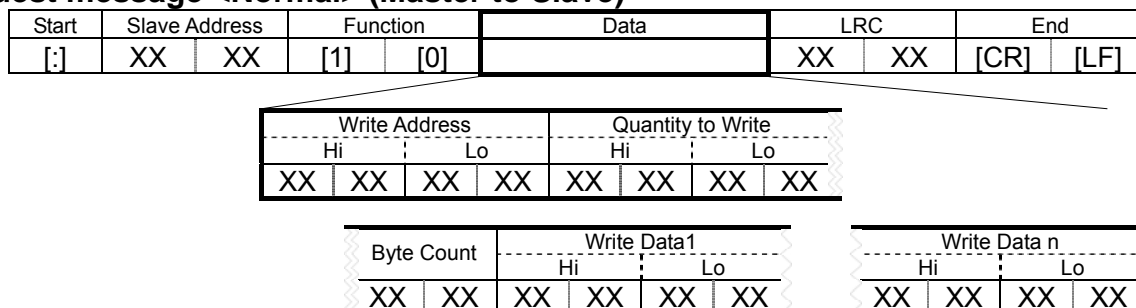 uest message <Normal> (Master to Slave)
Start Slave Address Function Data LRC End
[:] XX XX [1] [0] XX XX [CR] [LF]
Write Address Quantity to Write
Hi Lo Hi Lo
XX XX XX XX XX XX XX XX
Byte Count Write Data1 Write Data n
Hi Lo Hi Lo
XX XX XX XX XX XX XX XX XX XX